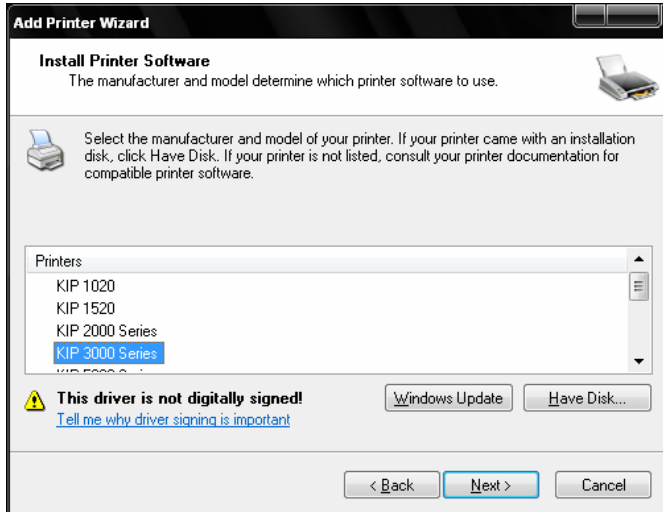 Add Printer Wizard
Install Printer Software
The manufacturer and model determine which printer software to use.
Select the manufacturer and model of your printer. If your printer came with an installation
disk, click Have Disk. If your printer is not listed, consult your printer documentation for
compatible printer software.
Printers
KIP 1020
KIP 1520
KIP 2000 Series
KIP 3000 Series
This driver is not digitally signed!
Tell me why driver signing is important
Windows Update
Have Disk...
< Back
Next >
Cancel